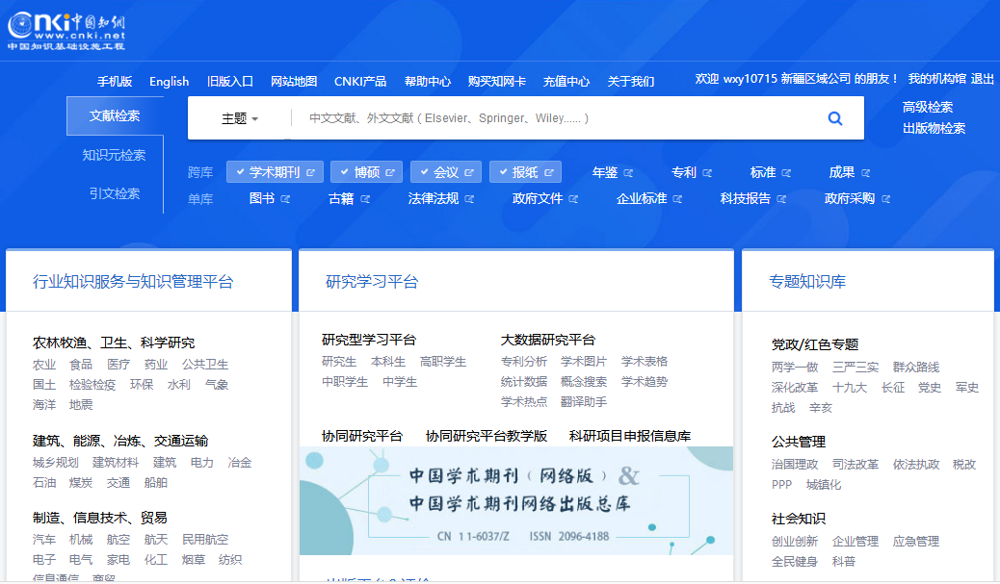 Cnki中国知网
www.cnki.net
中国知识基础设施工程
手机版 English 旧版入口 网站地图 CNKI产品 帮助中心 购买知网卡 充值中心 关于我们 欢迎 wxy10715 新疆区域公司 的朋友！ 我的机构馆 退出
文献检索 主题 中文文献、外文文献（Elsevier、Springer、Wiley......） 高级检索
出版物检索
知识元检索
引文检索
跨库 学术期刊 博硕 会议 报纸 年鉴 专利 标准 成果
单库 图书 古籍 法律法规 政府文件 企业标准 科技报告 政府采购
行业知识服务与知识管理平台
农林牧渔、卫生、科学研究
农业 食品 医疗 药业 公共卫生
国土 检验检疫 环保 水利 气象
海洋 地震
建筑、能源、冶炼、交通运输
城乡规划 建筑材料 建筑 电力 冶金
石油 煤炭 交通 船舶
制造、信息技术、贸易
汽车 机械 航空 航天 民用航空
电子 电气 家电 化工 烟草 纺织
信息通信 商贸
研究学习平台
研究型学习平台
研究生 本科生 高职学生
中职学生 中学生
大数据研究平台
专利分析 学术图片 学术表格
统计数据 概念搜索 学术趋势
学术热点 翻译助手
协同研究平台 协同研究平台教学版 科研项目申报信息库
中国学术期刊（网络版）&
中国学术期刊网络出版总库
CN 11-6037/Z ISSN 2096-4188
专题知识库
党政/红色专题
两学一做 三严三实 群众路线
深化改革 十九大 长征 党史 军史
抗战 辛亥
公共管理
治国理政 司法改革 依法执政 税改
PPP 城镇化
社会知识
创业创新 企业管理 应急管理
全民健身 科普